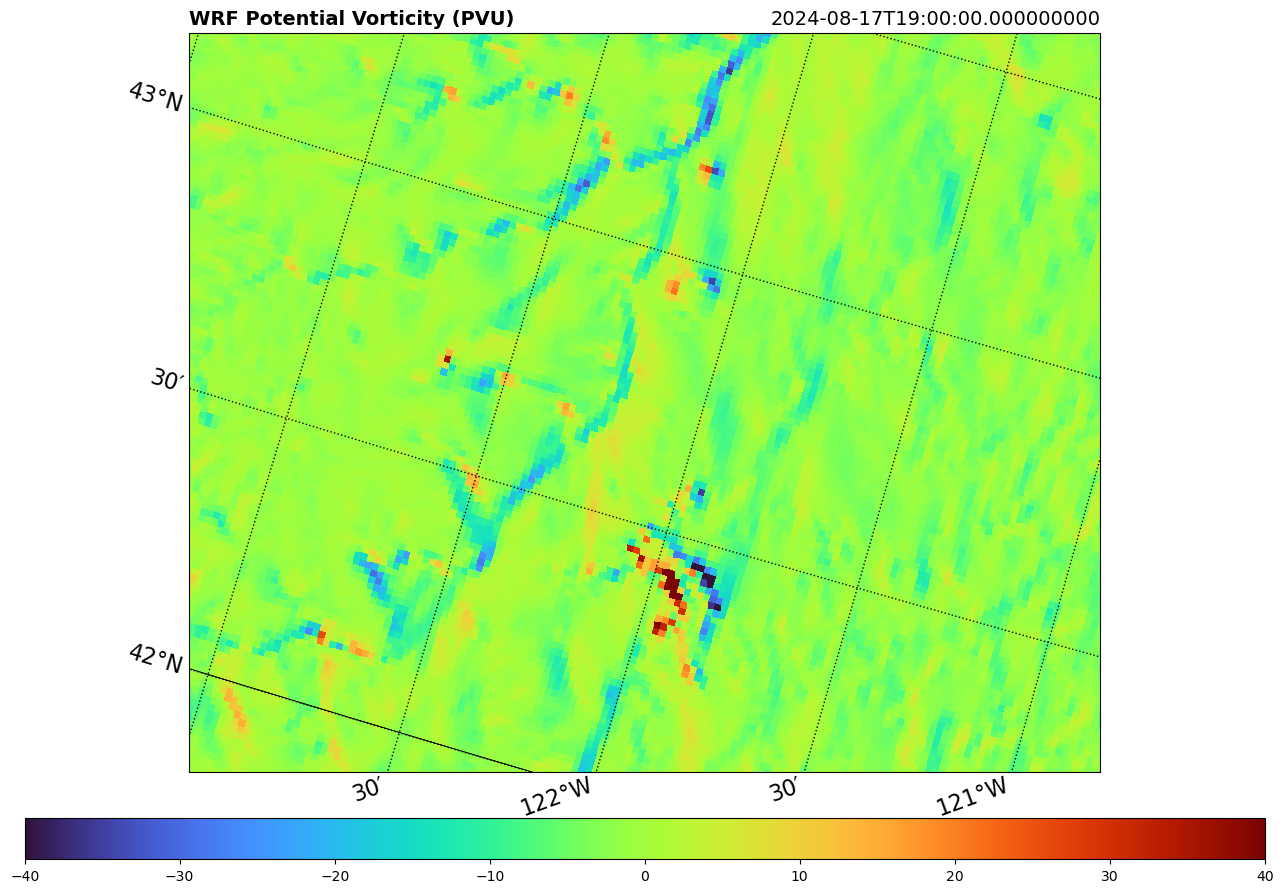 WRF Potential Vorticity (PVU) 2024-08-17T19:00:00.000000000
43°N
30′
42°N
30′ 122°W 30′ 121°W
−40 −30 −20 −10 0 10 20 30 40